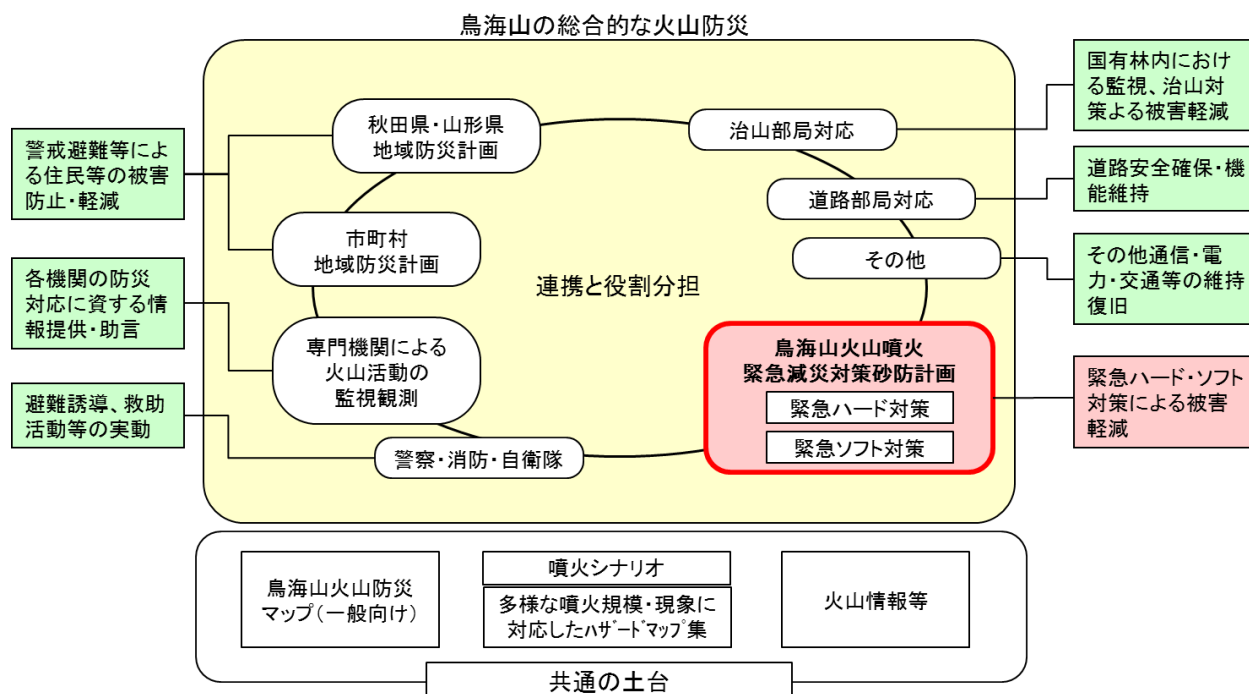 鳥海山の総合的な火山防災
秋田県・山形県
地域防災計画
市町村
地域防災計画
専門機関による
火山活動の
監視観測
警察・消防・自衛隊
治山部局対応
道路部局対応
その他
連携と役割分担
鳥海山火山噴火
緊急減災対策砂防計画
緊急ハード対策
緊急ソフト対策
警戒避難等によ
る住民等の被害
防止・軽減
各機関の防災
対応に資する情
報提供・助言
避難誘導、救助
活動等の実動
国有林内におけ
る監視、治山対
策よる被害軽減
道路安全確保・機
能維持
その他通信・電
力・交通等の維持
復旧
緊急ハード・ソフト
対策による被害
軽減
鳥海山火山防災
マップ(一般向け)
噴火シナリオ
多様な噴火規模・現象に
対応したﾊｻﾞｰﾄﾞﾏｯﾌﾟ集
火山情報等
共通の土台